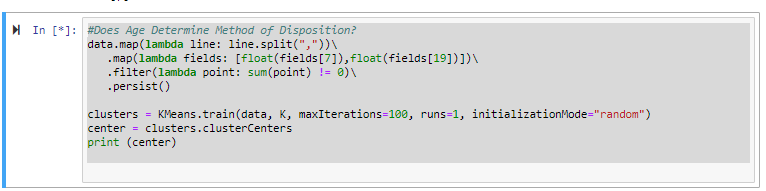 In [*]: #Does Age Determine Method of Disposition?
data.map(lambda line: line.split(","))\
.map(lambda fields: [float(fields[7]),float(fields[19])])\
.filter(lambda point: sum(point) != 0)\
.persist()
clusters = KMeans.train(data, K, maxIterations=100, runs=1, initializationMode="random")
center = clusters.clusterCenters
print (center)